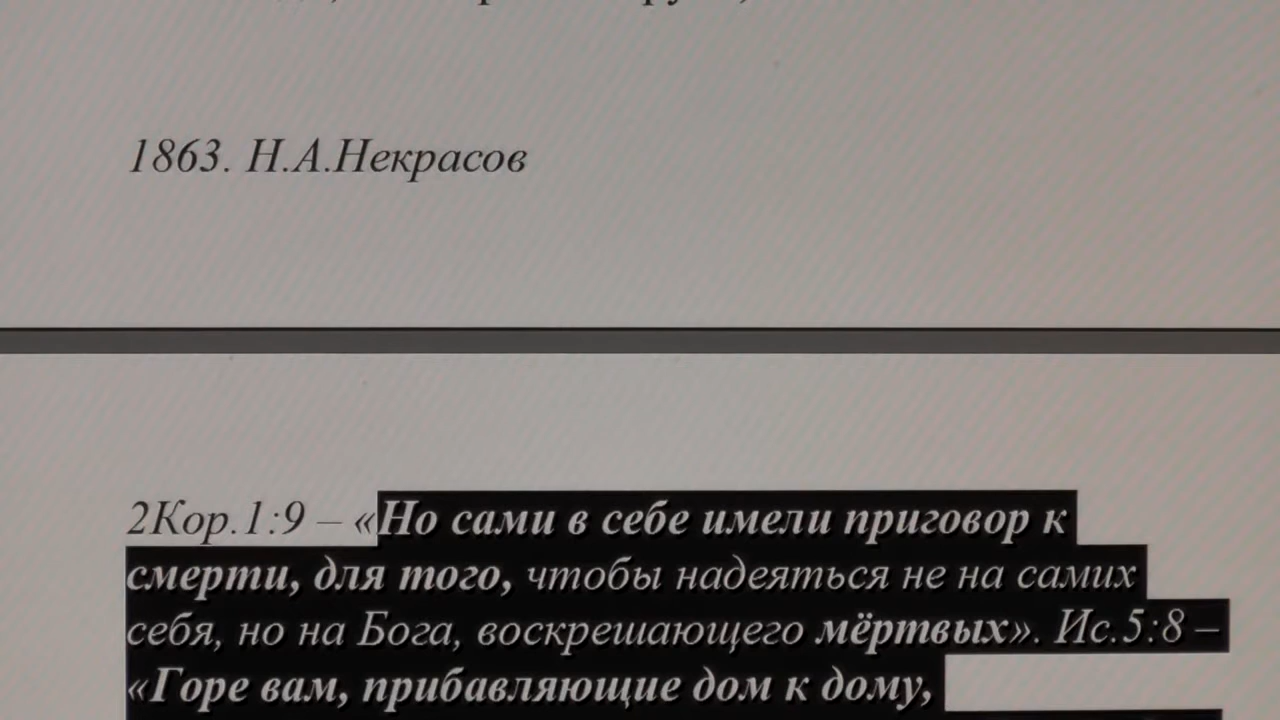 1863. Н.А.Некрасов
2Кор.1:9 – «Но сами в себе имели приговор к
смерти, для того, чтобы надеяться не на самих
себя, но на Бога, воскрешающего мёртвых». Ис.5:8 –
«Горе вам, прибавляющие дом к дому,